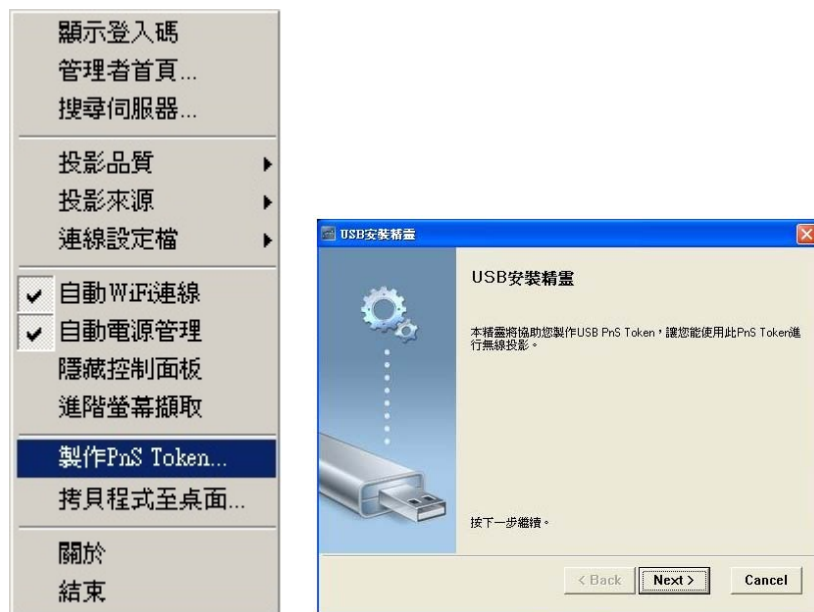 顯示登入碼
管理者首頁...
搜尋伺服器...
投影品質
投影來源
連線設定檔
自動WiFi連線
自動電源管理
隱藏控制面板
進階螢幕擷取
製作PnS Token...
拷貝程式至桌面...
關於
結束
USB安裝精靈
USB安裝精靈
本精靈將協助您製作USB PnS Token，讓您能使用此PnS Token進
行無線投影。
按下一步繼續。
< Back
Next >
Cancel